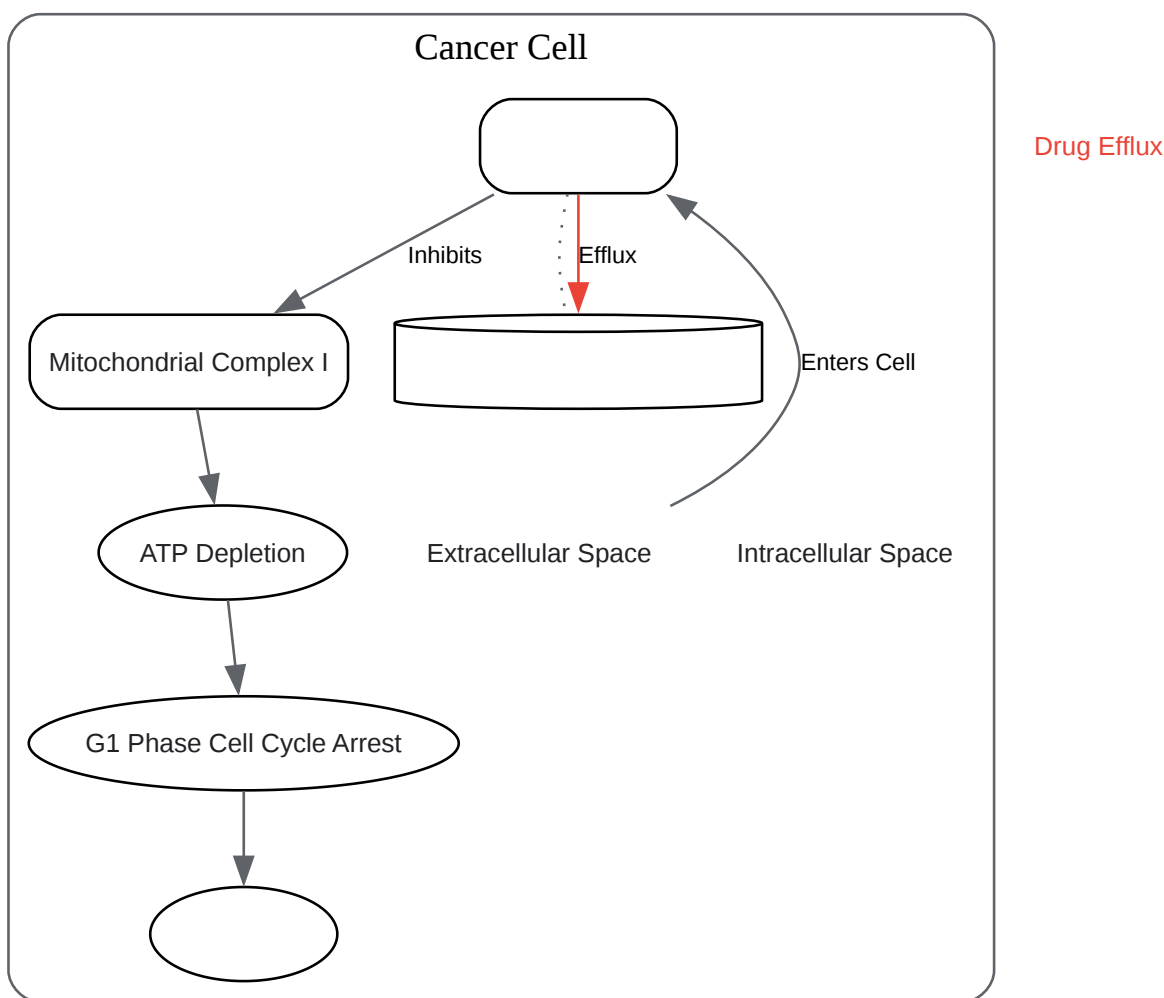 Cancer Cell
Drug Efflux
Inhibits
Efflux
Mitochondrial Complex I
Enters Cell
ATP Depletion
Extracellular Space
Intracellular Space
G1 Phase Cell Cycle Arrest